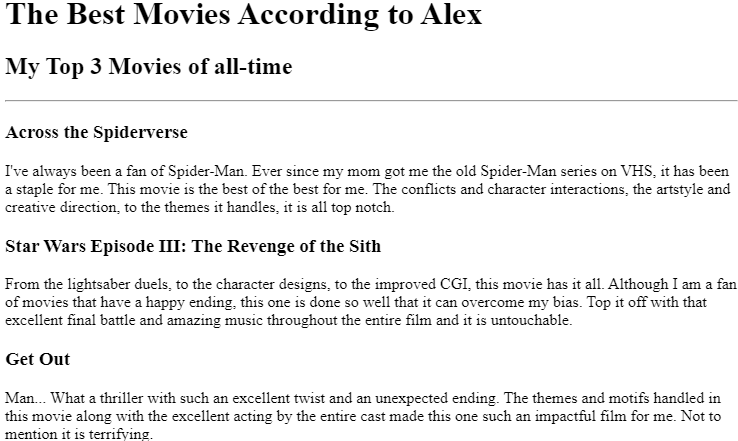 The Best Movies According to Alex
My Top 3 Movies of all-time
Across the Spiderverse
I've always been a fan of Spider-Man. Ever since my mom got me the old Spider-Man series on VHS, it has been
a staple for me. This movie is the best of the best for me. The conflicts and character interactions, the artstyle and
creative direction, to the themes it handles, it is all top notch.
Star Wars Episode III: The Revenge of the Sith
From the lightsaber duels, to the character designs, to the improved CGI, this movie has it all. Although I am a fan
of movies that have a happy ending, this one is done so well that it can overcome my bias. Top it off with that
excellent final battle and amazing music throughout the entire film and it is untouchable.
Get Out
Man... What a thriller with such an excellent twist and an unexpected ending. The themes and motifs handled in
this movie along with the excellent acting by the entire cast made this one such an impactful film for me. Not to
mention it is terrifying.